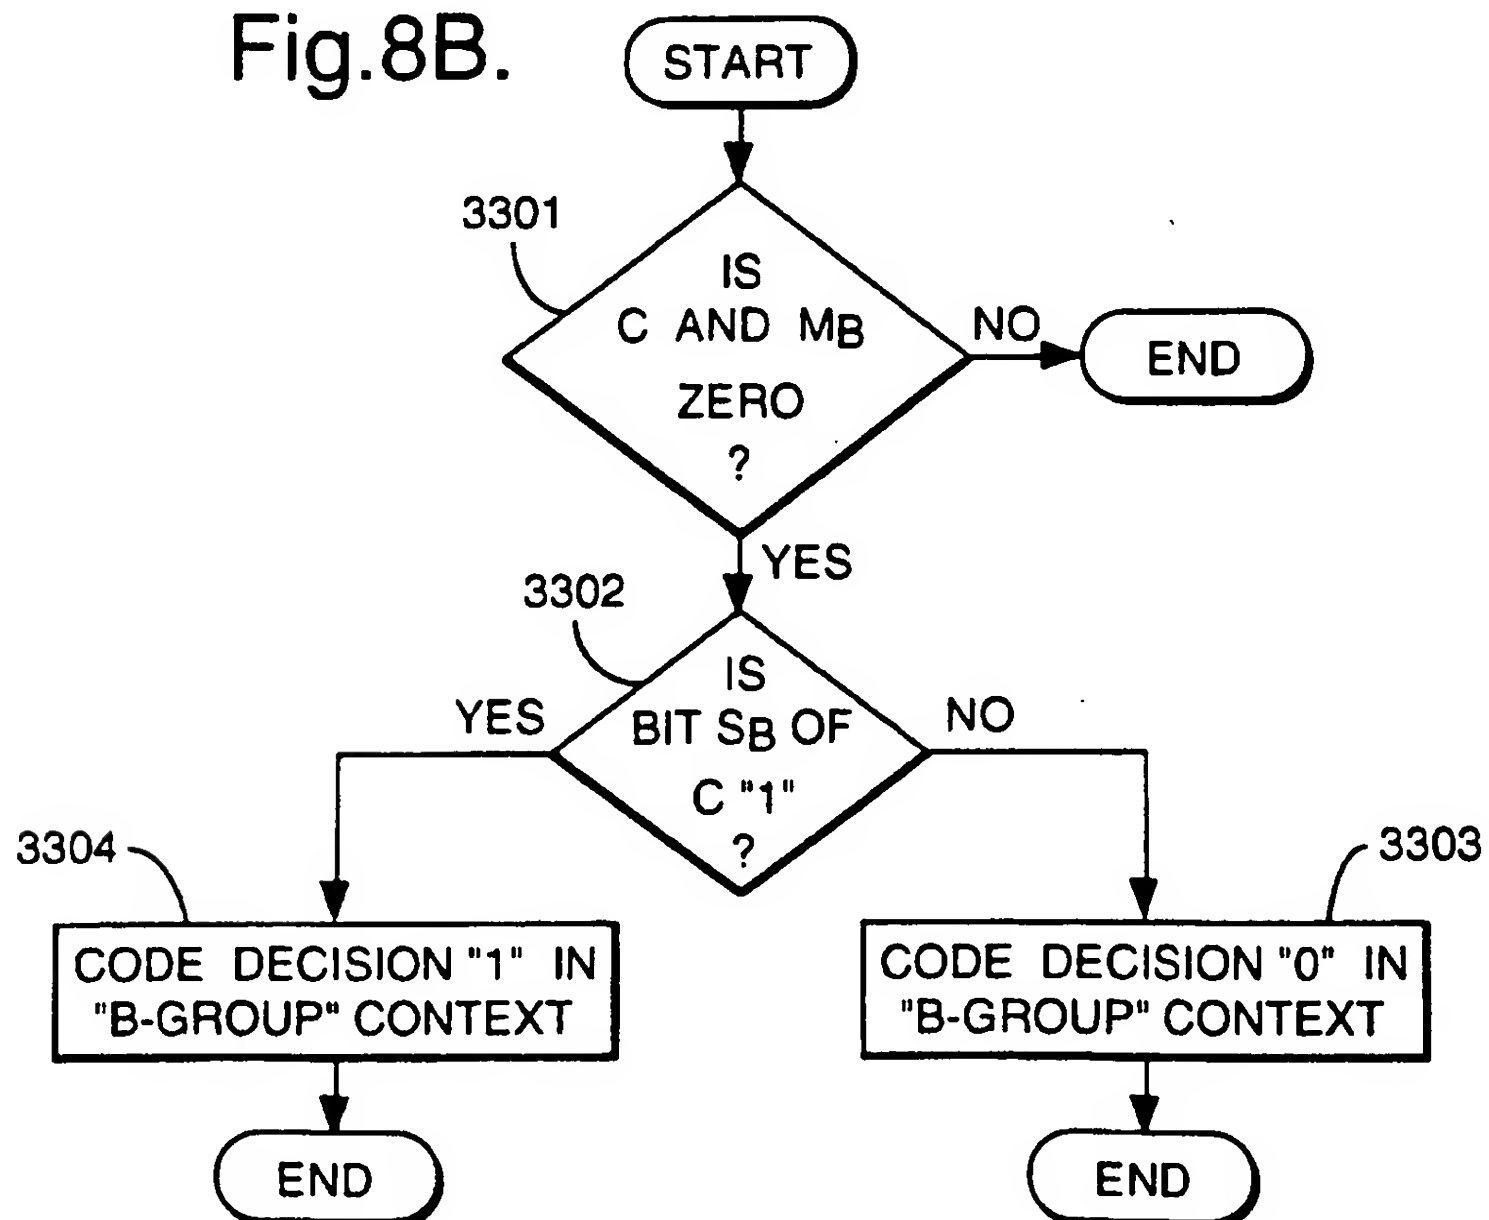 Fig.8B.
START
3301
IS
C AND MB
ZERO
?
NO
END
YES
3302
IS
BIT SB OF
C "1"
?
YES
NO
3304
3303
CODE DECISION "1" IN
"B-GROUP" CONTEXT
CODE DECISION "0" IN
"B-GROUP" CONTEXT
END
END